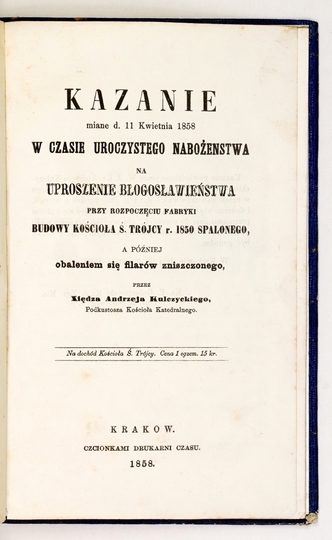 KAZANIE
miane d. 11 Kwietnia 1858
W CZASIE UROCZYSTEGO NABOŻENSTWA
NA
UPROSZENIE BŁOGOSŁAWIEŃSTWA
PRZY ROZPOCZĘCIU FABRYKI
BUDOWY KOŚCIOŁA Ś. TRÓJCY r. 1850 SPALONEGO,
A PÓŹNIEJ
obaleniem się filarów zniszczonego,
PRZEZ
Xiędza Andrzeja Kulczyckiego,
Podkustosza Kościoła Katedralnego.
Na dochód Kościoła Ś. Trójcy. Cena 1 egzem. 15 kr.
KRAKOW.
CZCIONKAMI DRUKARNI CZASU.
1858.